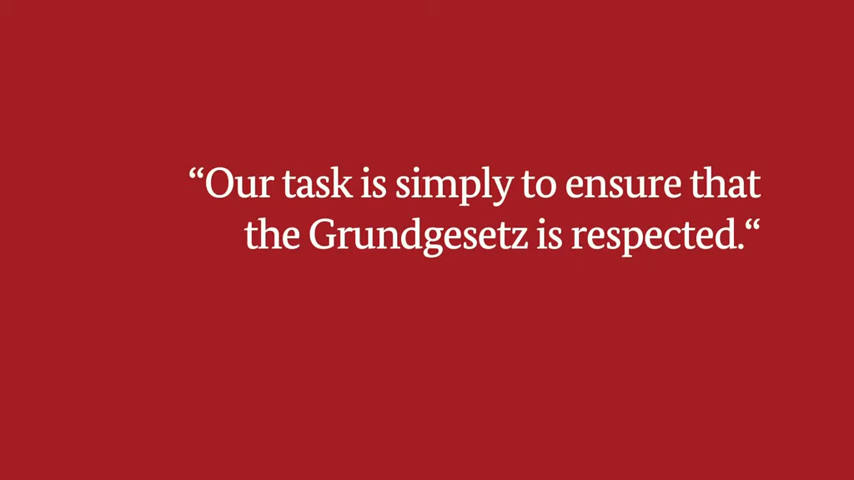 “Our task is simply to ensure that
the Grundgesetz is respected.“